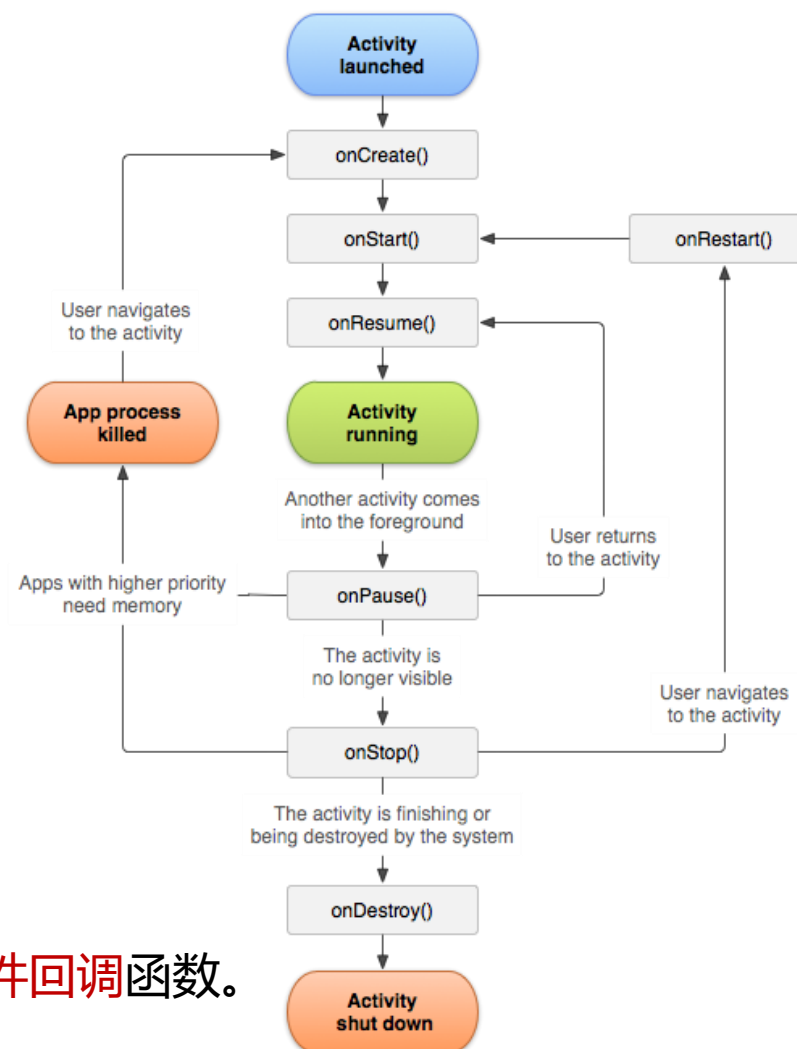 Activity
launched
onCreate()
onStart()
onRestart()
User navigates
to the activity
onResume()
App process
killed
Activity
running
Another activity comes
into the foreground
User returns
to the activity
Apps with higher priority
need memory
onPause()
The activity is
no longer visible
User navigates
to the activity
onStop()
The activity is finishing or
being destroyed by the system
onDestroy()
件回调函数。
Activity
shut down